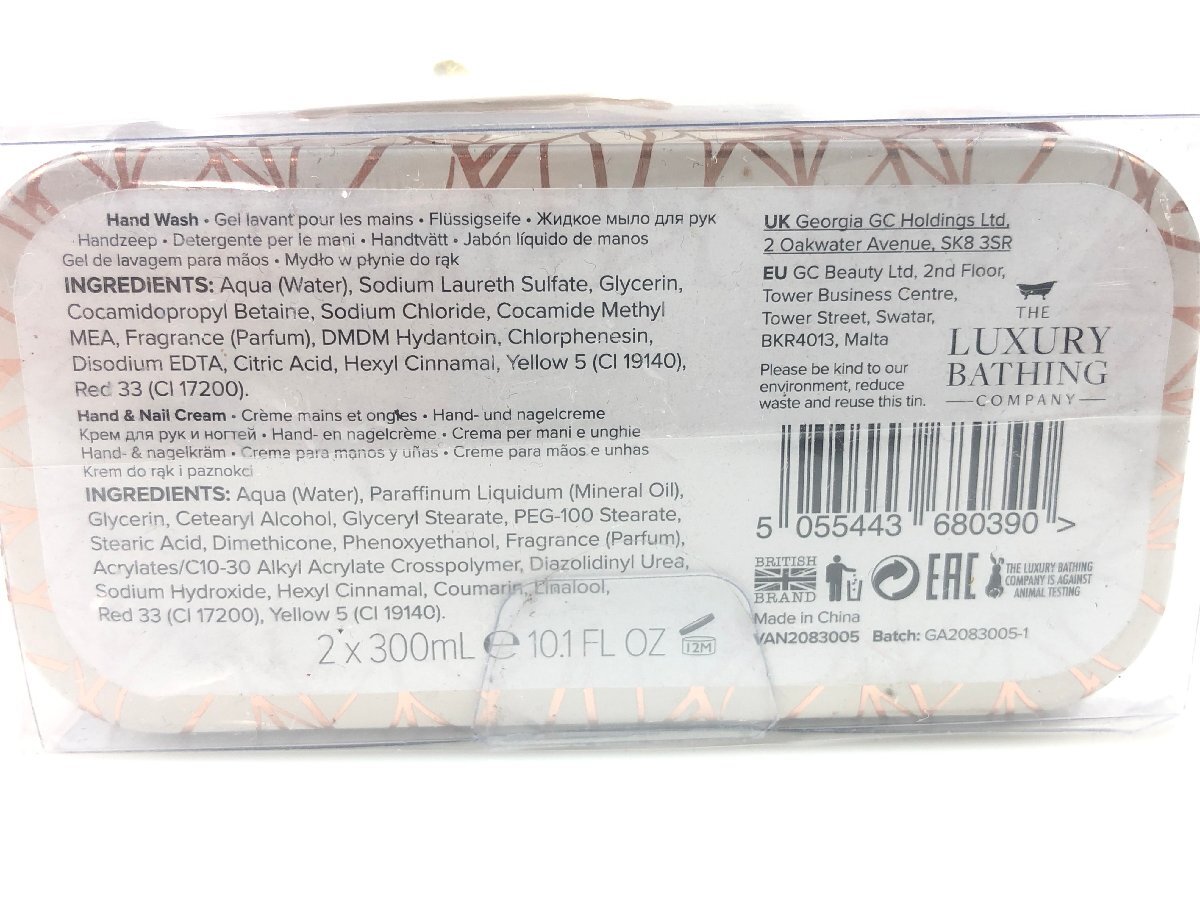 Hand Wash • Gel lavant pour les mains • Flüssigseife • Жидкое мыло для рук
Handzeep • Detergente per le mani • Handtvätt • Jabón líquido de manos
Gel de lavagem para mãos • Mydło w płynie do rąk
INGREDIENTS: Aqua (Water), Sodium Laureth Sulfate, Glycerin,
Cocamidopropyl Betaine, Sodium Chloride, Cocamide Methyl
MEA, Fragrance (Parfum), DMDM Hydantoin, Chlorphenesin,
Disodium EDTA, Citric Acid, Hexyl Cinnamal, Yellow 5 (CI 19140),
Red 33 (CI 17200).
Hand & Nail Cream • Crème mains et ongles • Hand- und nagelcreme
Крем для рук и ногтей • Hand- en nagelcrème • Crema per mani e unghie
Hand- & nagelkräm • Crema para manos y uñas • Creme para mãos e unhas
Krem do rąk i paznokci
INGREDIENTS: Aqua (Water), Paraffinum Liquidum (Mineral Oil),
Glycerin, Cetearyl Alcohol, Glyceryl Stearate, PEG-100 Stearate,
Stearic Acid, Dimethicone, Phenoxyethanol, Fragrance (Parfum),
Acrylates/C10-30 Alkyl Acrylate Crosspolymer, Diazolidinyl Urea,
Sodium Hydroxide, Hexyl Cinnamal, Coumarin, Linalool,
Red 33 (CI 17200), Yellow 5 (CI 19140).
2 x 300mL ℮ 10.1 FL OZ
12M
UK Georgia GC Holdings Ltd,
2 Oakwater Avenue, SK8 3SR
EU GC Beauty Ltd, 2nd Floor,
Tower Business Centre,
Tower Street, Swatar,
BKR4013, Malta
Please be kind to our
environment, reduce
waste and reuse this tin.
THE
LUXURY
BATHING
COMPANY
5 055443 680390 >
BRITISH
BRAND
EAC
THE LUXURY BATHING
COMPANY IS AGAINST
ANIMAL TESTING
Made in China
VAN2083005 Batch: GA2083005-1